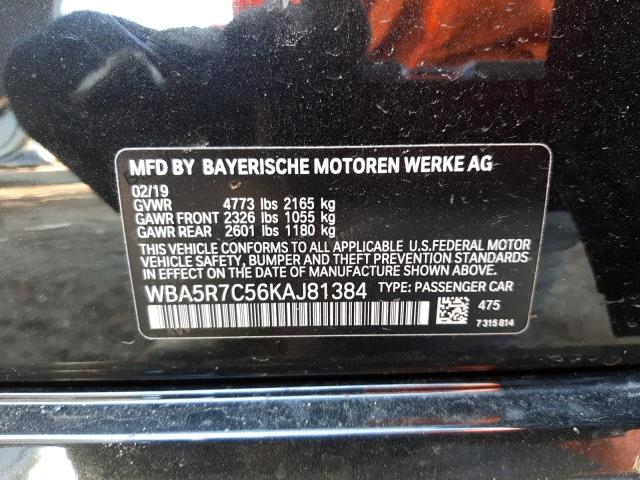 MFD BY BAYERISCHE MOTOREN WERKE AG
02/19
GVWR 4773 lbs 2165 kg
GAWR FRONT 2326 lbs 1055 kg
GAWR REAR 2601 lbs 1180 kg
THIS VEHICLE CONFORMS TO ALL APPLICABLE U.S.FEDERAL MOTOR
VEHICLE SAFETY, BUMPER AND THEFT PREVENTION STANDARDS
IN EFFECT ON THE DATE OF MANUFACTURE SHOWN ABOVE.
WBA5R7C56KAJ81384 TYPE: PASSENGER CAR
475
7315814